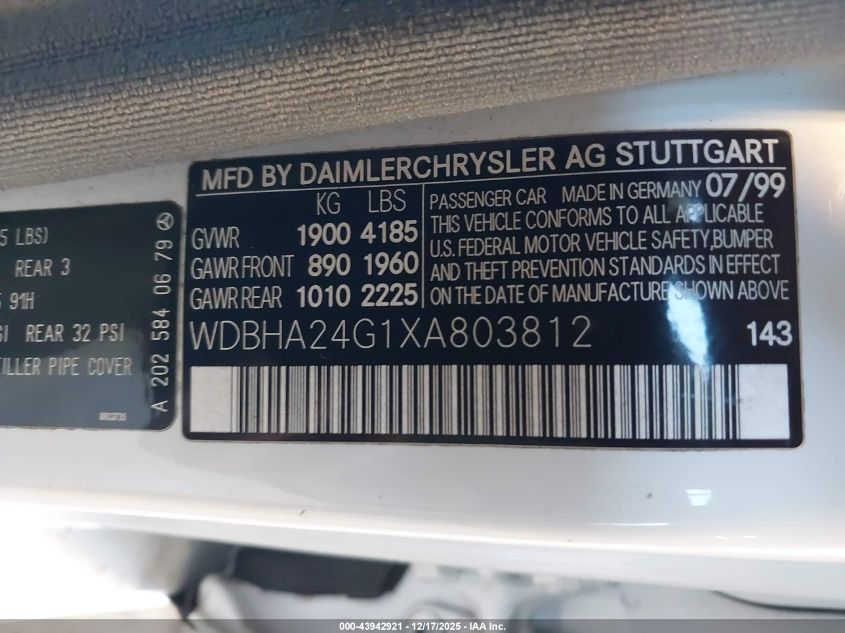 MFD BY DAIMLERCHRYSLER AG STUTTGART
KG LBS
GVWR 1900 4185
GAWR FRONT 890 1960
GAWR REAR 1010 2225
PASSENGER CAR MADE IN GERMANY 07/99
THIS VEHICLE CONFORMS TO ALL APPLICABLE
U.S. FEDERAL MOTOR VEHICLE SAFETY,BUMPER
AND THEFT PREVENTION STANDARDS IN EFFECT
ON THE DATE OF MANUFACTURE SHOWN ABOVE
WDBHA24G1XA803812 143
5 LBS)
REAR 3
91H
REAR 32 PSI
FILLER PIPE COVER
A 202 584 06 79
000-43942921 - 12/17/2025 - IAA Inc.